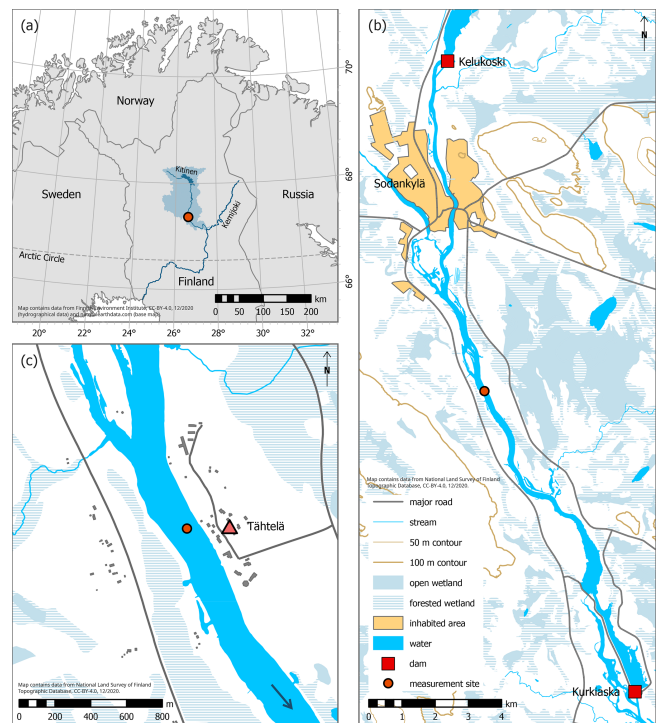 (a)
Norway
Sweden
Russia
Finland
Kitinen
Kemijoki
Arctic Circle
Map contains data from Finnish Environment Institute, CC-BY-4.0, 12/2020
(hydrographical data) and naturalearthdata.com (base map).
0 50 100 150 200
km
20° 22° 24° 26° 28° 30° 32°
70°
68°
66°
(b)
N
Kelukoski
Sodankylä
Kurkiaska
Map contains data from National Land Survey of Finland
Topographic Database, CC-BY-4.0, 12/2020.
major road
stream
50 m contour
100 m contour
open wetland
forested wetland
inhabited area
water
dam
measurement site
0 1 2 3 4
km
(c)
N
Tähtelä
Map contains data from National Land Survey of Finland
Topographic Database, CC-BY-4.0, 12/2020.
0 200 400 600 800
m